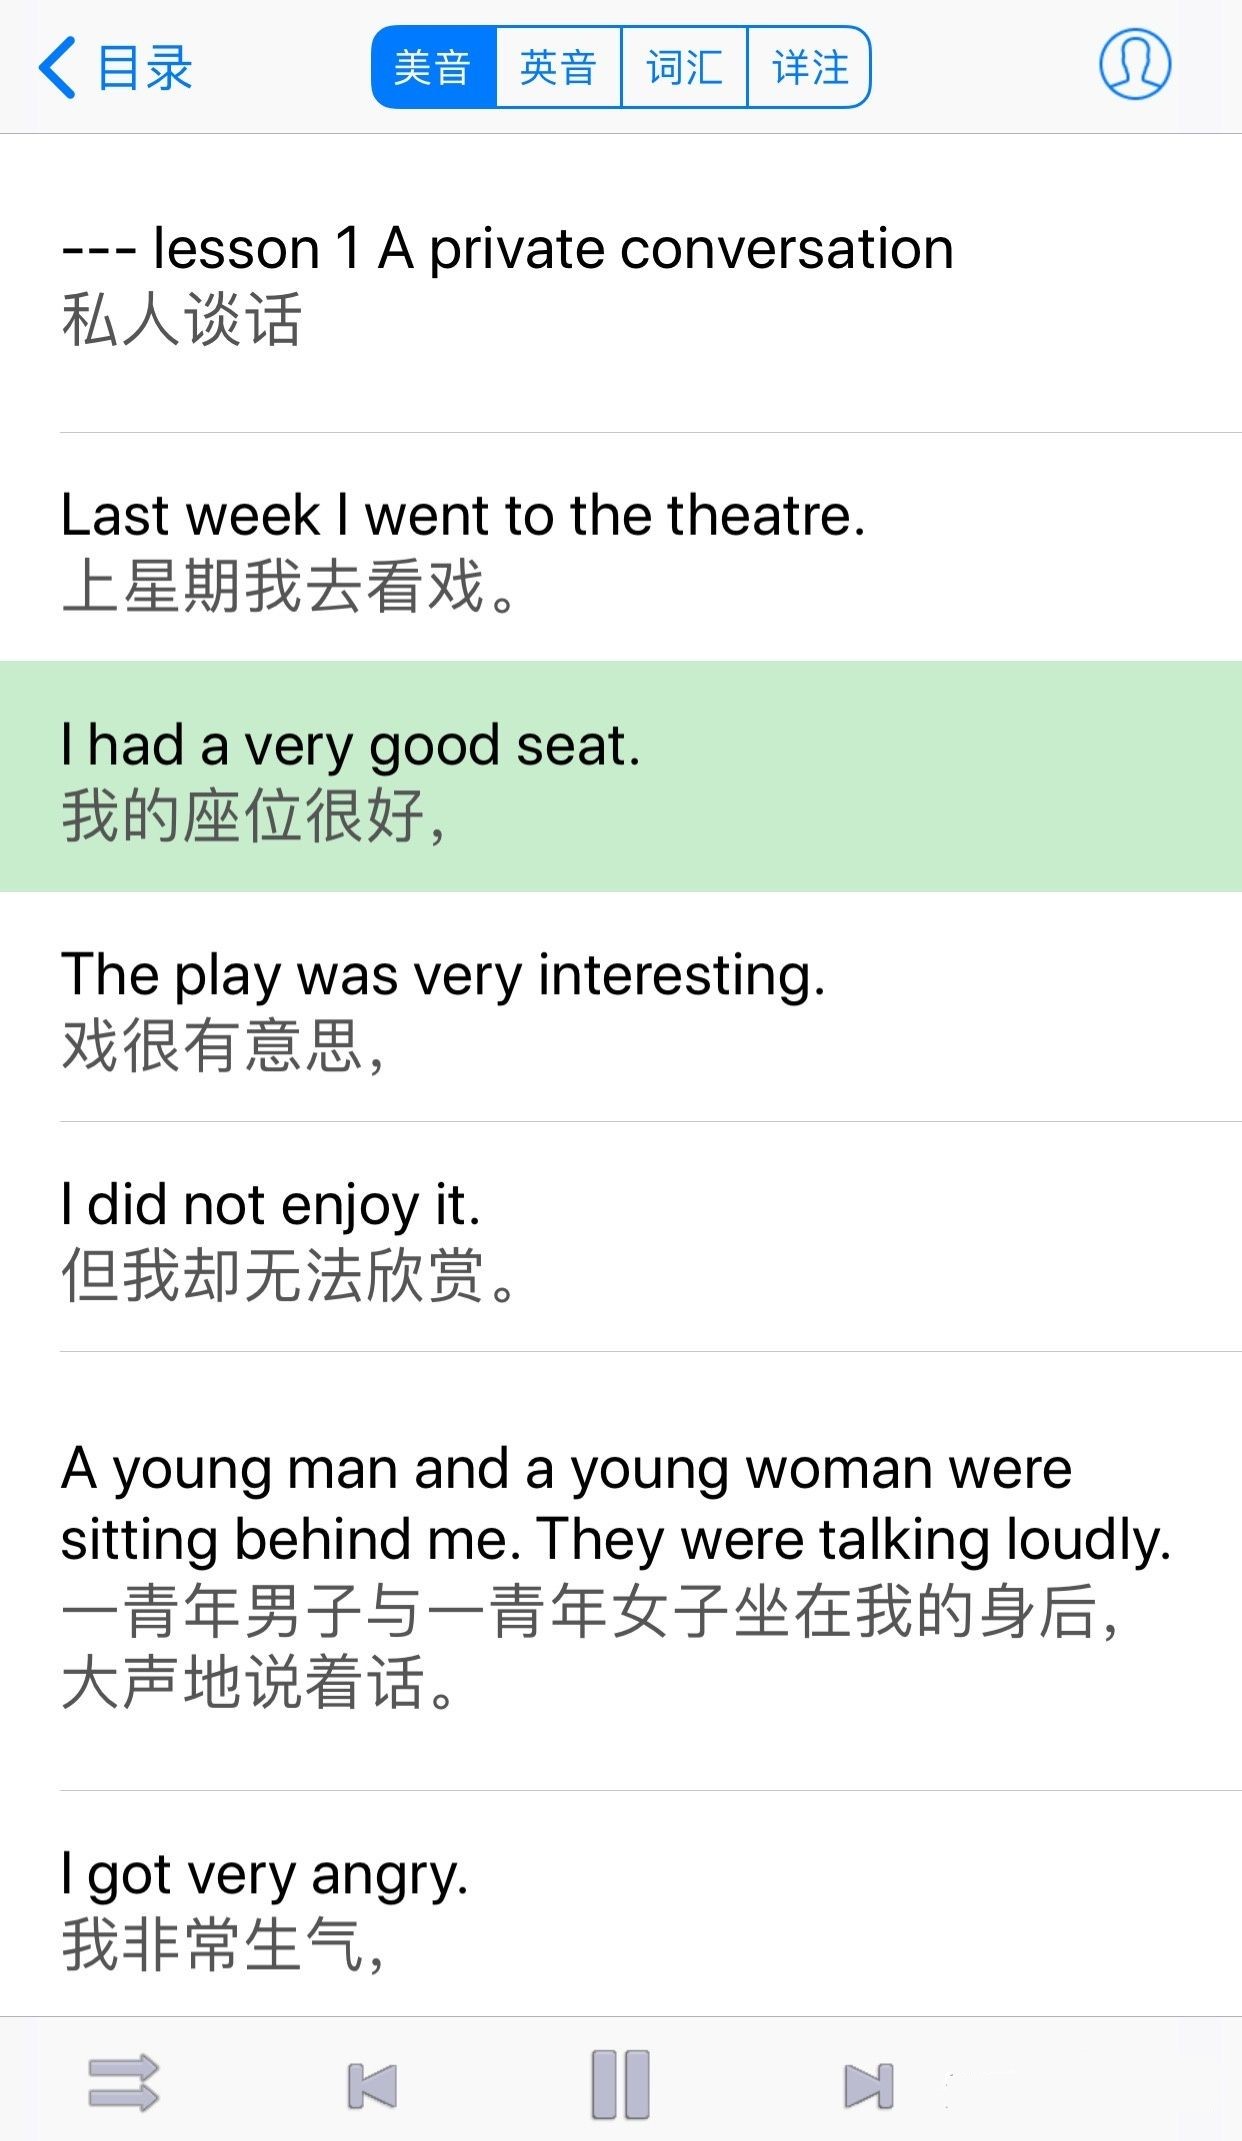 目录
美音 英音 词汇 详注
--- lesson 1 A private conversation
私人谈话
Last week I went to the theatre.
上星期我去看戏。
I had a very good seat.
我的座位很好，
The play was very interesting.
戏很有意思，
I did not enjoy it.
但我却无法欣赏。
A young man and a young woman were
sitting behind me. They were talking loudly.
一青年男子与一青年女子坐在我的身后，
大声地说着话。
I got very angry.
我非常生气，